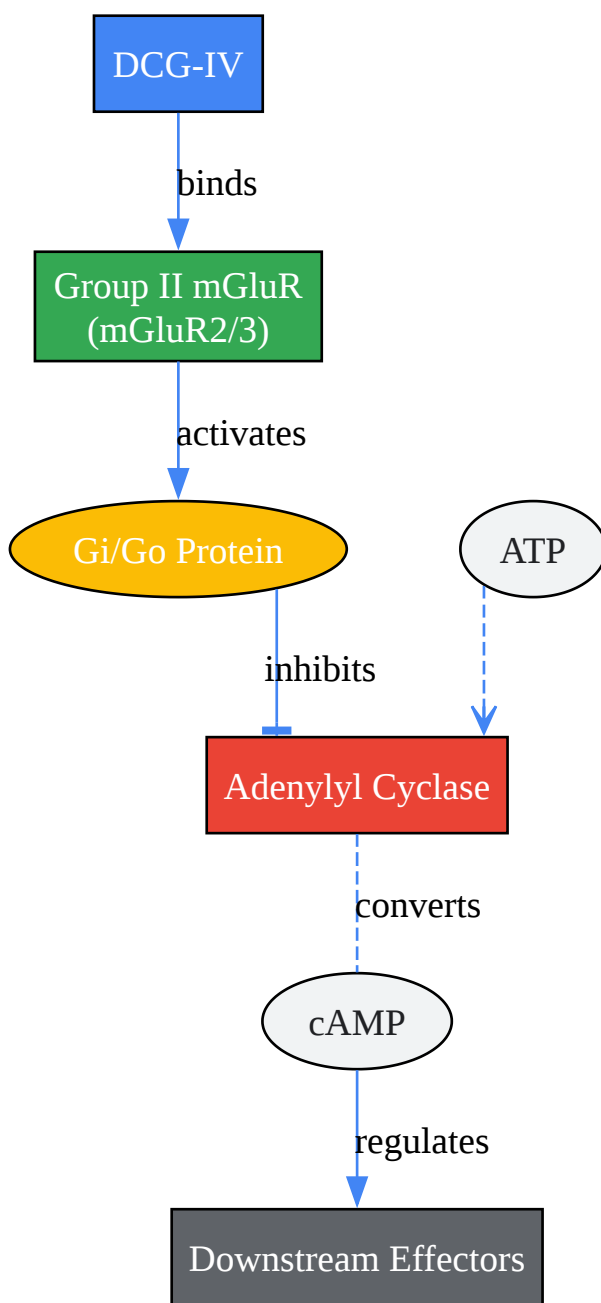 DCG-IV
binds
Group II mGluR
(mGluR2/3)
activates
Gi/Go Protein
ATP
inhibits
Adenylyl Cyclase
converts
cAMP
regulates
Downstream Effectors